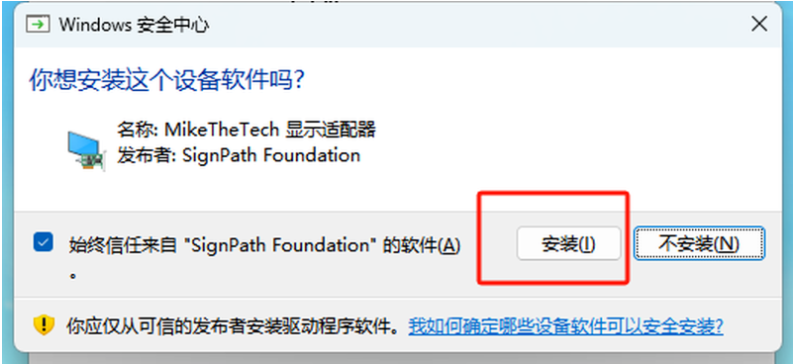 Windows 安全中心
你想安装这个设备软件吗?
名称: MikeTheTech 显示适配器
发布者: SignPath Foundation
始终信任来自 "SignPath Foundation" 的软件(A)
。
安装(I)
不安装(N)
你应仅从可信的发布者安装驱动程序软件。我如何确定哪些设备软件可以安全安装?